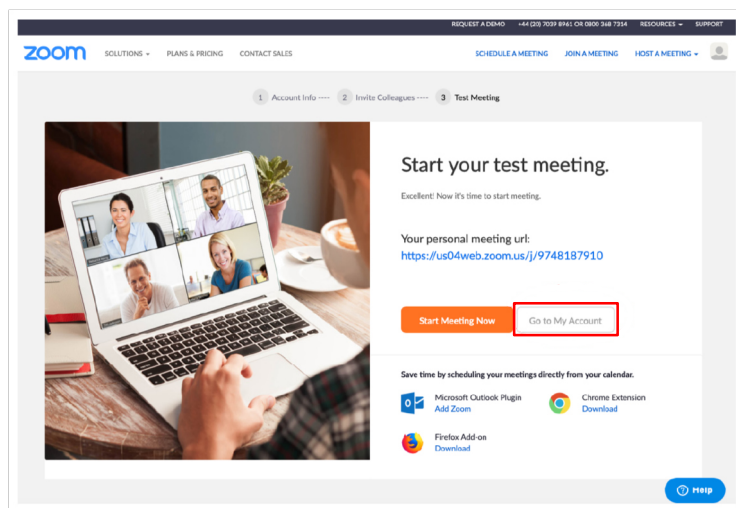 REQUEST A DEMO +44 (20) 7039 8961 OR 0800 368 7314 RESOURCES SUPPORT
zoom SOLUTIONS PLANS & PRICING CONTACT SALES SCHEDULE A MEETING JOIN A MEETING HOST A MEETING
1 Account Info ---- 2 Invite Colleagues ---- 3 Test Meeting
Start your test meeting.
Excellent! Now it's time to start meeting.
Your personal meeting url:
https://us04web.zoom.us/j/9748187910
Start Meeting Now Go to My Account
Save time by scheduling your meetings directly from your calendar.
Microsoft Outlook Plugin
Add Zoom
Chrome Extension
Download
Firefox Add-on
Download
Help